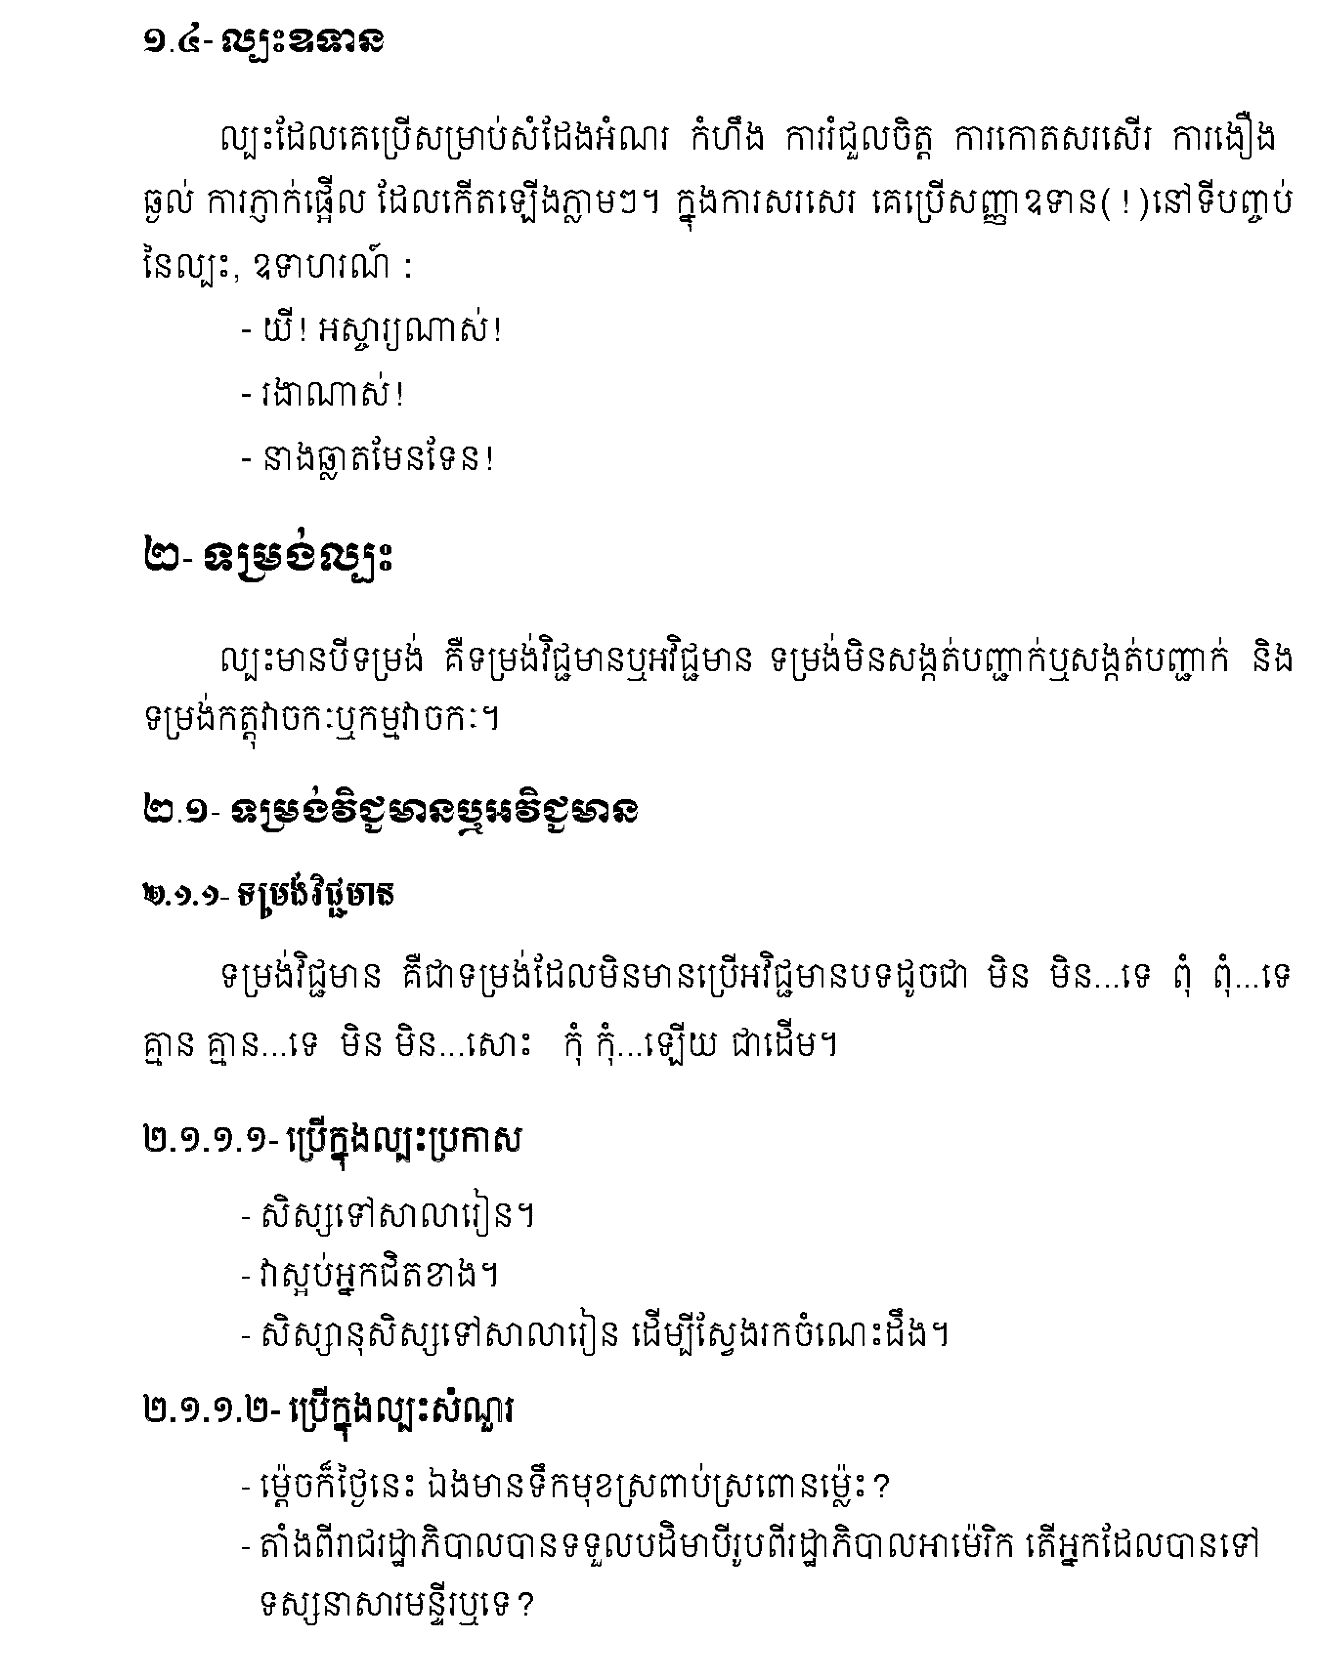 ១.៤- ល្បះឧទាន
ល្បះដែលគេប្រើសម្រាប់សំដែងអំណរ កំហឹង ការរំជួលចិត្ត ការកោតសរសើរ ការងឿង
ឆ្ងល់ ការភ្ញាក់ផ្អើល ដែលកើតឡើងភ្លាមៗ។ ក្នុងការសរសេរ គេប្រើសញ្ញាឧទាន(!)នៅទីបញ្ចប់
នៃល្បះ, ឧទាហរណ៍ :
- យី! អស្ចារ្យណាស់!
- រងាណាស់!
- នាងឆ្លាតមែនទែន!
២- ទម្រង់ល្បះ
ល្បះមានបីទម្រង់ គឺទម្រង់វិជ្ជមានឬអវិជ្ជមាន ទម្រង់មិនសង្កត់បញ្ជាក់ឬសង្កត់បញ្ជាក់ និង
ទម្រង់កត្តុវាចកៈឬកម្មវាចកៈ។
២.១- ទម្រង់វិជ្ជមានឬអវិជ្ជមាន
២.១.១- ទម្រង់វិជ្ជមាន
ទម្រង់វិជ្ជមាន គឺជាទម្រង់ដែលមិនមានប្រើអវិជ្ជមានបទដូចជា មិន មិន...ទេ ពុំ ពុំ...ទេ
គ្មាន គ្មាន...ទេ មិន មិន...សោះ កុំ កុំ...ឡើយ ជាដើម។
២.១.១.១- ប្រើក្នុងល្បះប្រកាស
- សិស្សទៅសាលារៀន។
- វាស្អប់អ្នកជិតខាង។
- សិស្សានុសិស្សទៅសាលារៀន ដើម្បីស្វែងរកចំណេះដឹង។
២.១.១.២- ប្រើក្នុងល្បះសំណួរ
- ម្ដ៉េចក៏ថ្ងៃនេះ ឯងមានទឹកមុខស្រពាប់ស្រពោនម្ល៉េះ?
- តាំងពីរាជរដ្ឋាភិបាលបានទទួលបដិមាបីរូបពីរដ្ឋាភិបាលអាម៉េរិក តើអ្នកដែលបានទៅ
ទស្សនាសារមន្ទីរឬទេ?